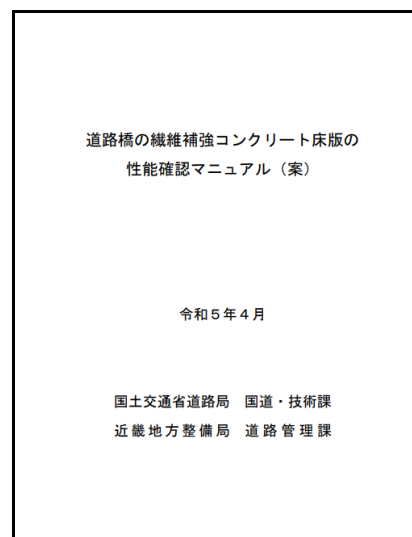 道路橋の繊維補強コンクリート床版の
性能確認マニュアル（案）
令和５年４月
国土交通省道路局　国道・技術課
近畿地方整備局　道路管理課